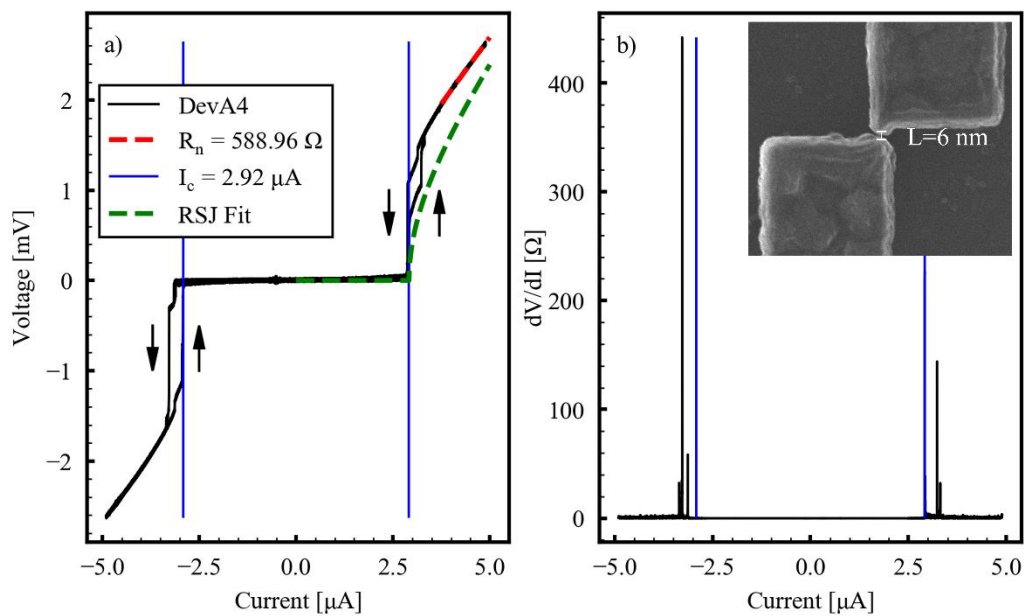 a)
DevA4
R_n = 588.96 Ω
I_c = 2.92 μA
RSJ Fit
Voltage [mV]
2
1
0
−1
−2
−5.0 −2.5 0.0 2.5 5.0
Current [μA]
b)
L=6 nm
dV/dI [Ω]
400
300
200
100
0
−5.0 −2.5 0.0 2.5 5.0
Current [μA]